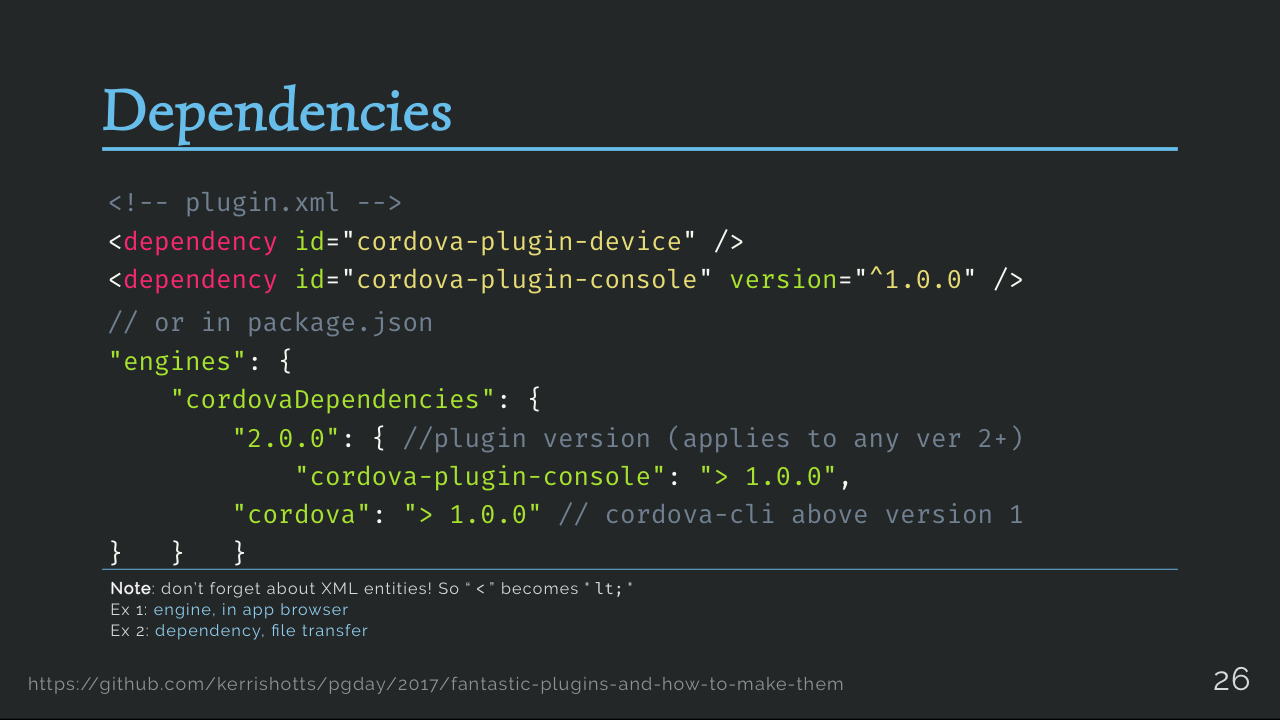 Dependencies
<!-- plugin.xml -->
<dependency id="cordova-plugin-device" />
<dependency id="cordova-plugin-console" version="^1.0.0" />
// or in package.json
"engines": {
    "cordovaDependencies": {
        "2.0.0": { //plugin version (applies to any ver 2+)
            "cordova-plugin-console": "> 1.0.0",
        "cordova": "> 1.0.0" // cordova-cli above version 1
}   }   }
Note: don't forget about XML entities! So “ < ” becomes " lt; "
Ex 1: engine, in app browser
Ex 2: dependency, file transfer
https://github.com/kerrishotts/pgday/2017/fantastic-plugins-and-how-to-make-them
26